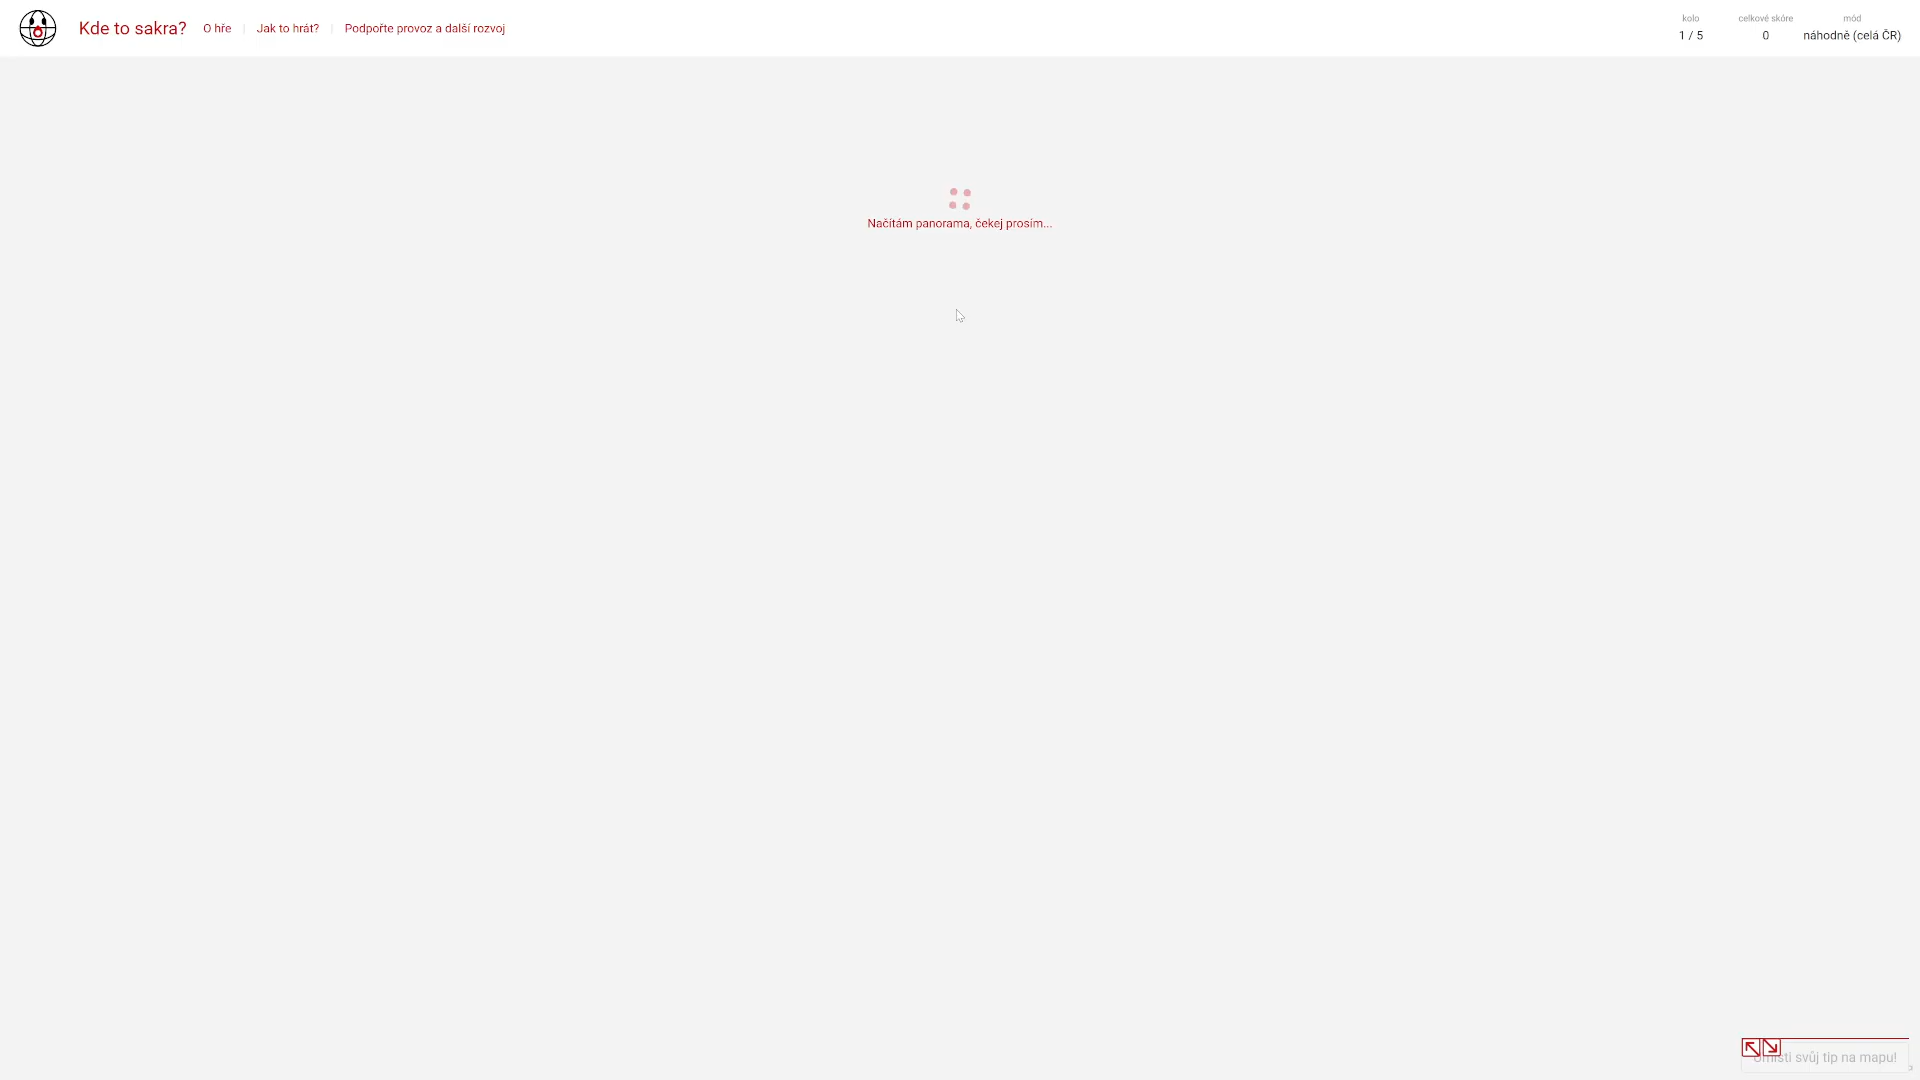 Kde to sakra? O hře | Jak to hrát? | Podpořte provoz a další rozvoj
kolo celkové skóre mód
1 / 5 0 náhodně (celá ČR)
Načítám panorama, čekej prosím...
Umísti svůj tip na mapu!